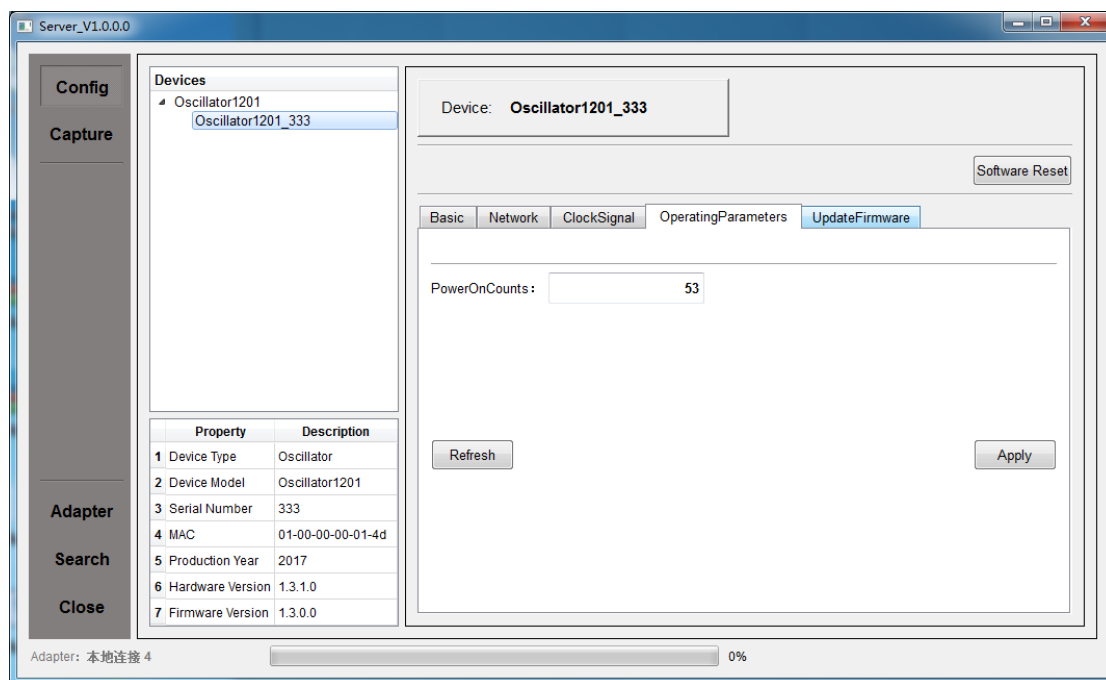 Server_V1.0.0.0
Config
Capture
Adapter
Search
Close
Devices
Oscillator1201
Oscillator1201_333
Property Description
1 Device Type Oscillator
2 Device Model Oscillator1201
3 Serial Number 333
4 MAC 01-00-00-00-01-4d
5 Production Year 2017
6 Hardware Version 1.3.1.0
7 Firmware Version 1.3.0.0
Device: Oscillator1201_333
Software Reset
Basic Network ClockSignal OperatingParameters UpdateFirmware
PowerOnCounts: 53
Refresh Apply
Adapter: 本地连接 4 0%